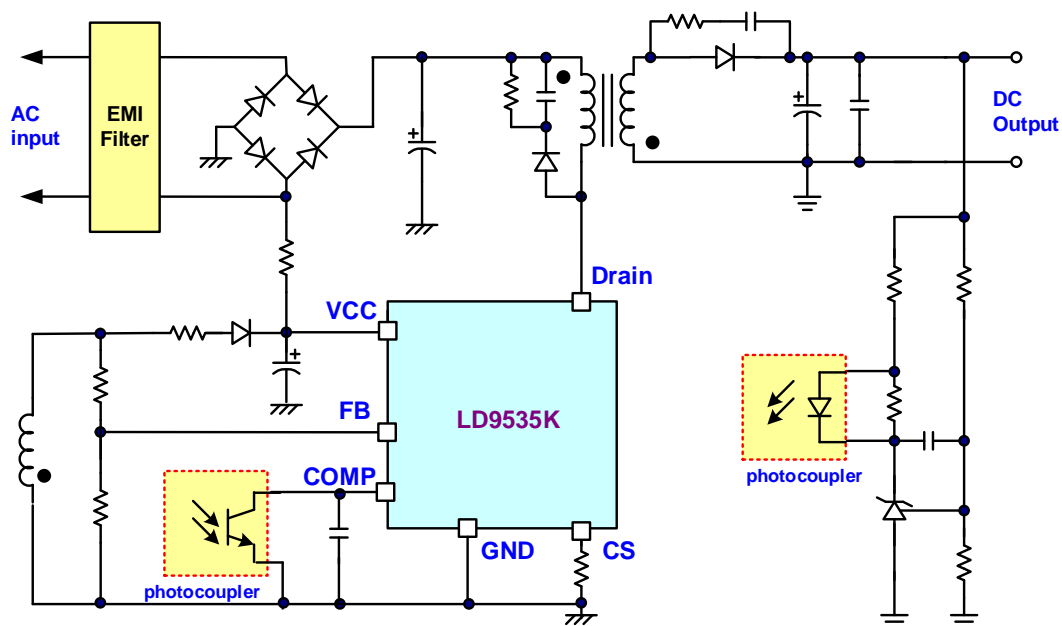 AC
input
EMI
Filter
DC
Output
Drain
VCC
FB
LD9535K
COMP
photocoupler
GND
CS
photocoupler